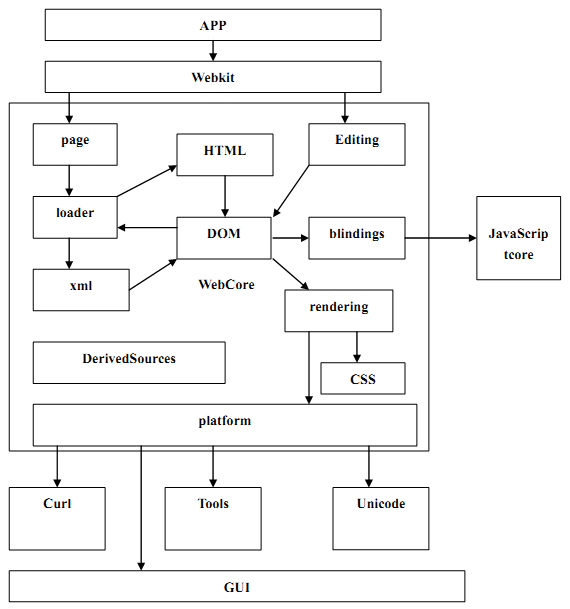 APP
Webkit
page
HTML
Editing
loader
DOM
blindings
JavaScrip
tcore
xml
WebCore
rendering
DerivedSources
CSS
platform
Curl
Tools
Unicode
GUI